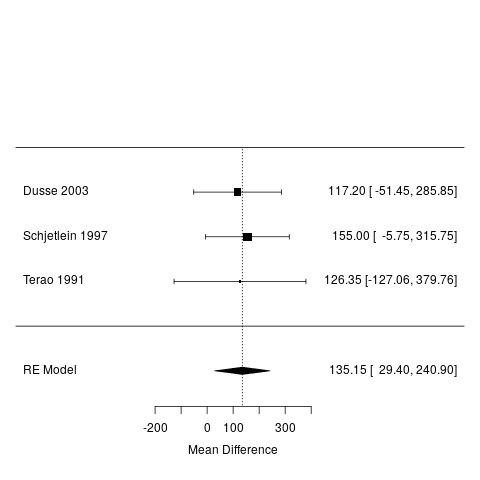 Dusse 2003 117.20 [ -51.45, 285.85]
Schjetlein 1997 155.00 [ -5.75, 315.75]
Terao 1991 126.35 [-127.06, 379.76]
RE Model 135.15 [ 29.40, 240.90]
-200 0 100 300
Mean Difference